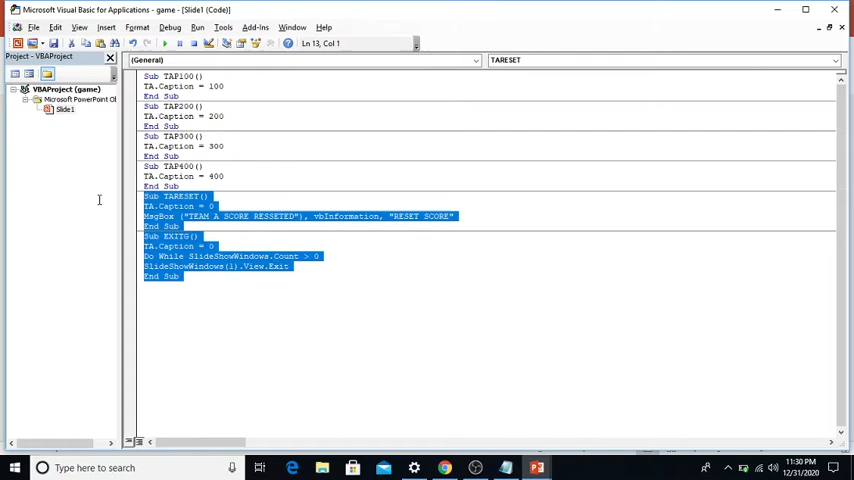 Microsoft Visual Basic for Applications - game - [Slide1 (Code)]
File Edit View Insert Format Debug Run Tools Add-Ins Window Help
Ln 13, Col 1
Project - VBAProject
(General) TARESET
VBAProject (game)
Microsoft PowerPoint Ob
Slide1
Sub TAP100()
TA.Caption = 100
End Sub
Sub TAP200()
TA.Caption = 200
End Sub
Sub TAP300()
TA.Caption = 300
End Sub
Sub TAP400()
TA.Caption = 400
End Sub
Sub TARESET()
TA.Caption = 0
MsgBox ("TEAM A SCORE RESSETED"), vbInformation, "RESET SCORE"
End Sub
Sub EXITG()
TA.Caption = 0
Do While SlideShowWindows.Count > 0
SlideShowWindows(1).View.Exit
End Sub
Type here to search
11:30 PM
12/31/2020